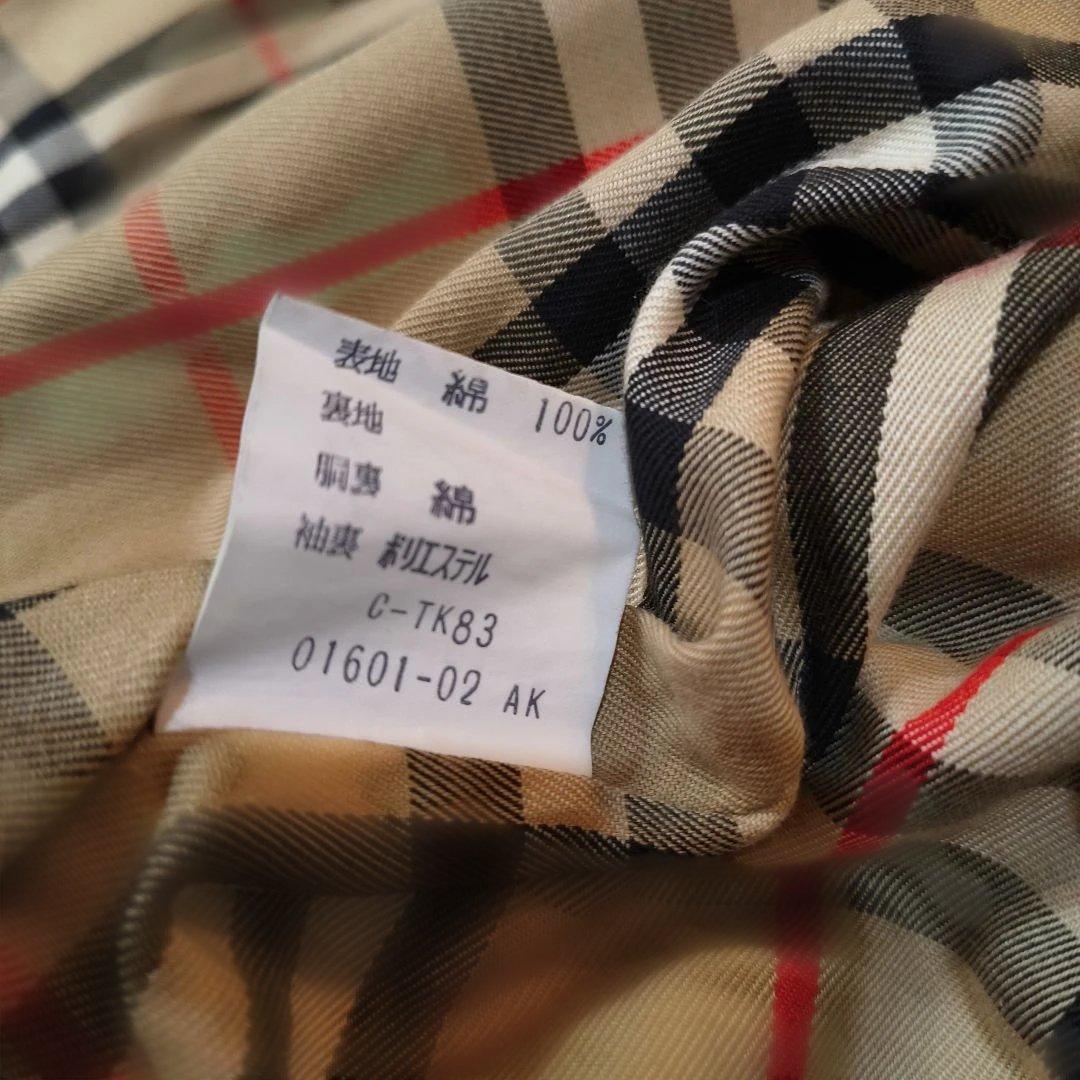 表地 綿 100%
裏地
胴裏 綿
袖裏 ポリエステル
C-TK83
01601-02 AK